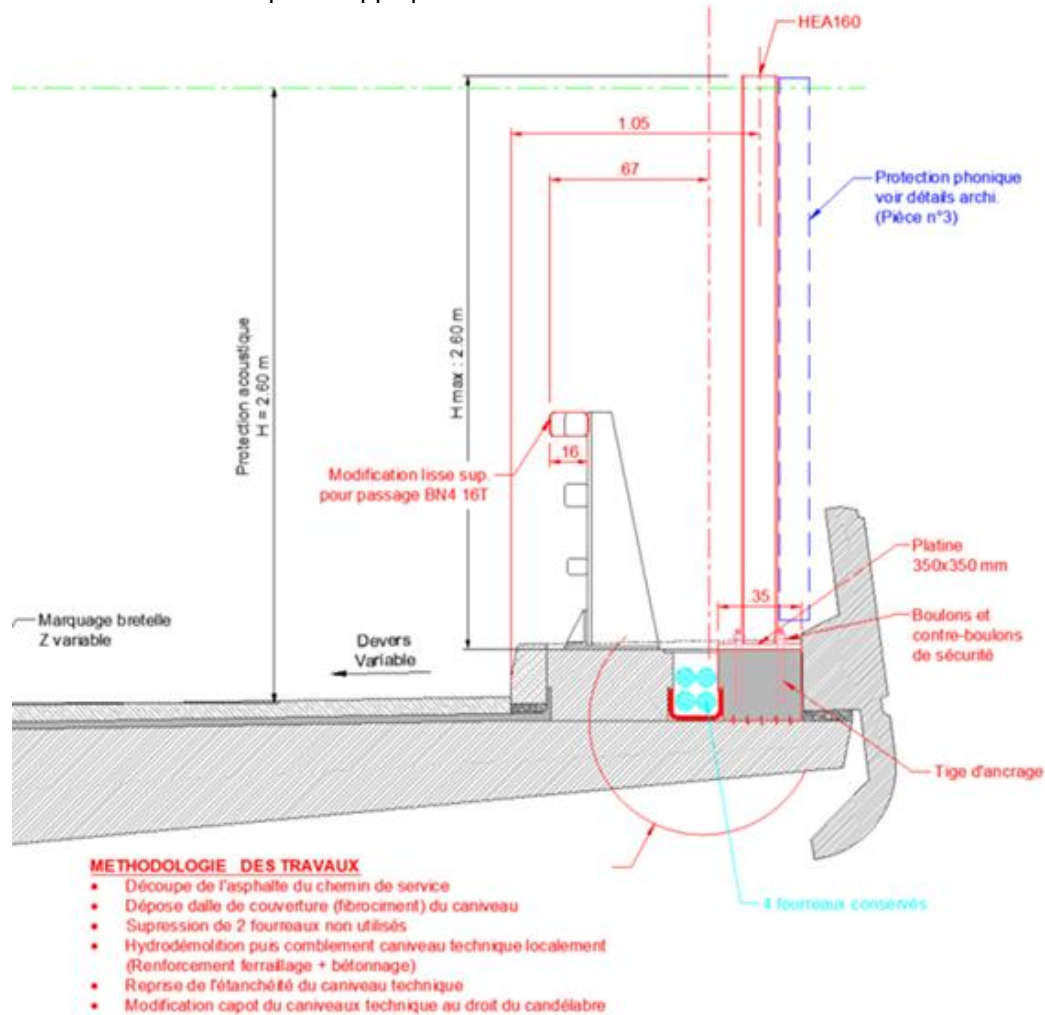 HEA160
1.05
.67
Protection phonique
voir détails archi.
(Pièce n°3)
Protection acoustique
H = 2.60 m
H max : 2.60 m
.16
Modification lisse sup.
pour passage BN4 16T
Platine
350x350 mm
.35
Boulons et
contre-boulons
de sécurité
Marquage bretelle
Z variable
Devers
Variable
Tige d'ancrage
METHODOLOGIE DES TRAVAUX
• Découpe de l'asphalte du chemin de service
• Dépose dalle de couverture (fibrociment) du caniveau
• Supression de 2 fourreaux non utilisés
• Hydrodémolition puis comblement caniveau technique localement
(Renforcement ferraillage + bétonnage)
• Reprise de l'étanchéité du caniveau technique
• Modification capot du caniveaux technique au droit du candélabre
4 fourreaux conservés